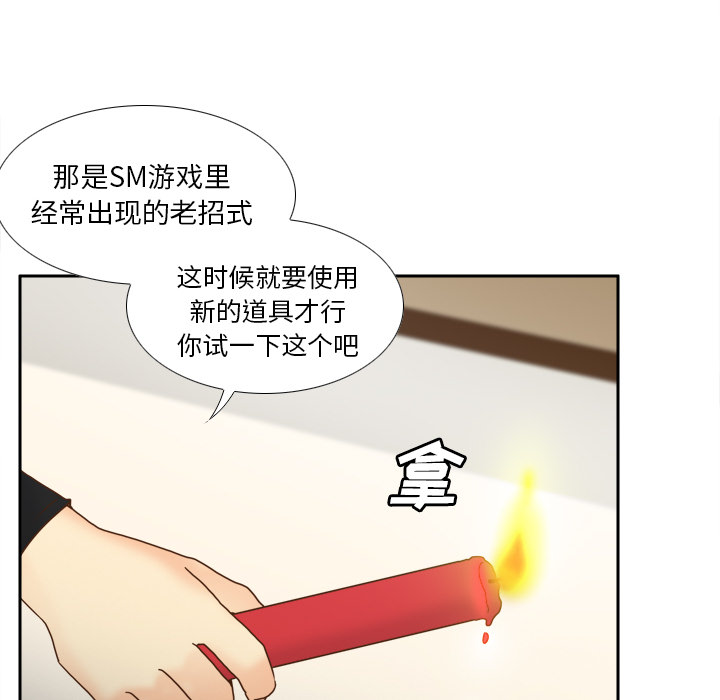 那是SM游戏里
经常出现的老招式
这时候就要使用
新的道具才行
你试一下这个吧
拿